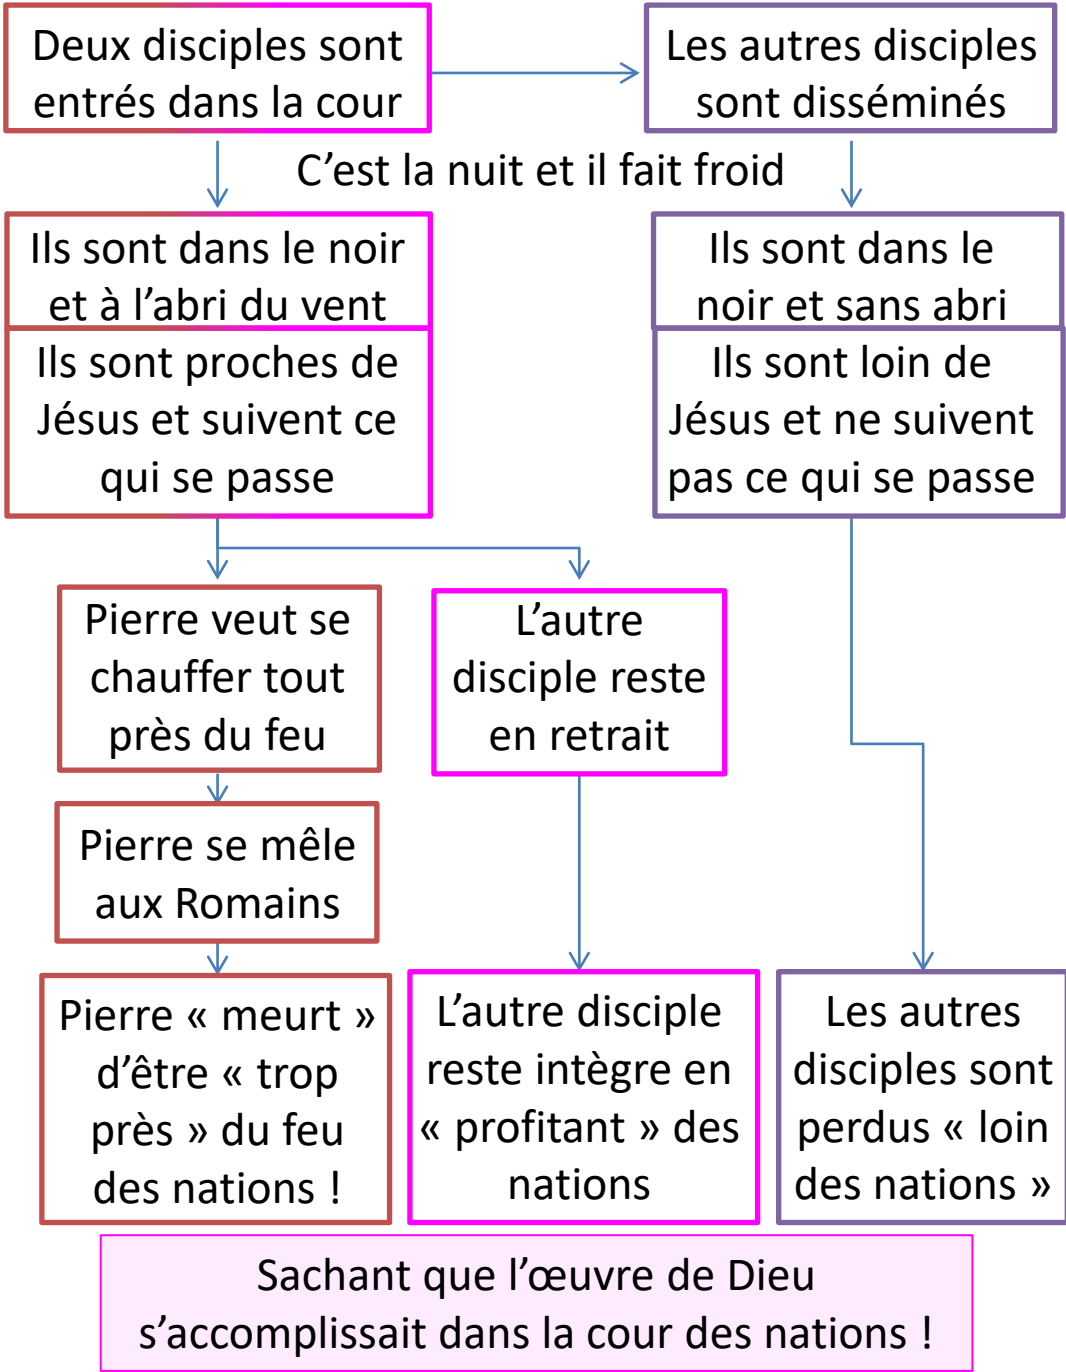 Deux disciples sont
entrés dans la cour
Les autres disciples
sont disséminés
C’est la nuit et il fait froid
Ils sont dans le noir
et à l’abri du vent
Ils sont dans le
noir et sans abri
Ils sont proches de
Jésus et suivent ce
qui se passe
Ils sont loin de
Jésus et ne suivent
pas ce qui se passe
Pierre veut se
chauffer tout
près du feu
L’autre
disciple reste
en retrait
Pierre se mêle
aux Romains
Pierre « meurt »
d’être « trop
près » du feu
des nations !
L’autre disciple
reste intègre en
« profitant » des
nations
Les autres
disciples sont
perdus « loin
des nations »
Sachant que l’œuvre de Dieu
s’accomplissait dans la cour des nations !